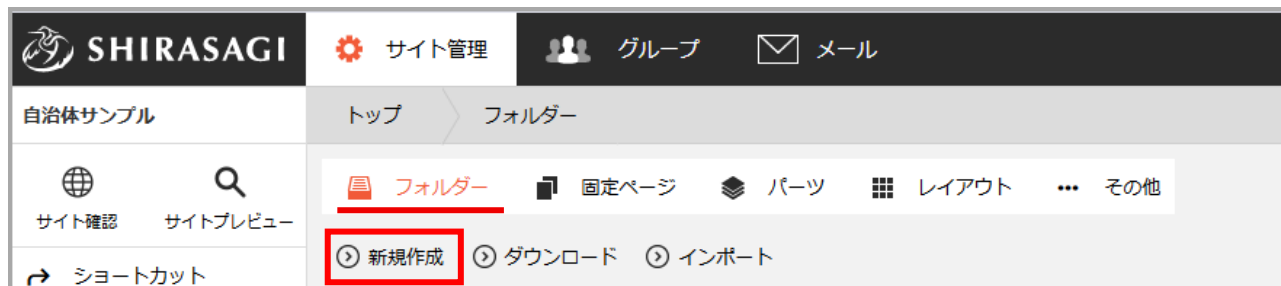 SHIRASAGI サイト管理 グループ メール
自治体サンプル トップ フォルダー
フォルダー 固定ページ パーツ レイアウト ••• その他
サイト確認 サイトプレビュー
新規作成 ダウンロード インポート
ショートカット